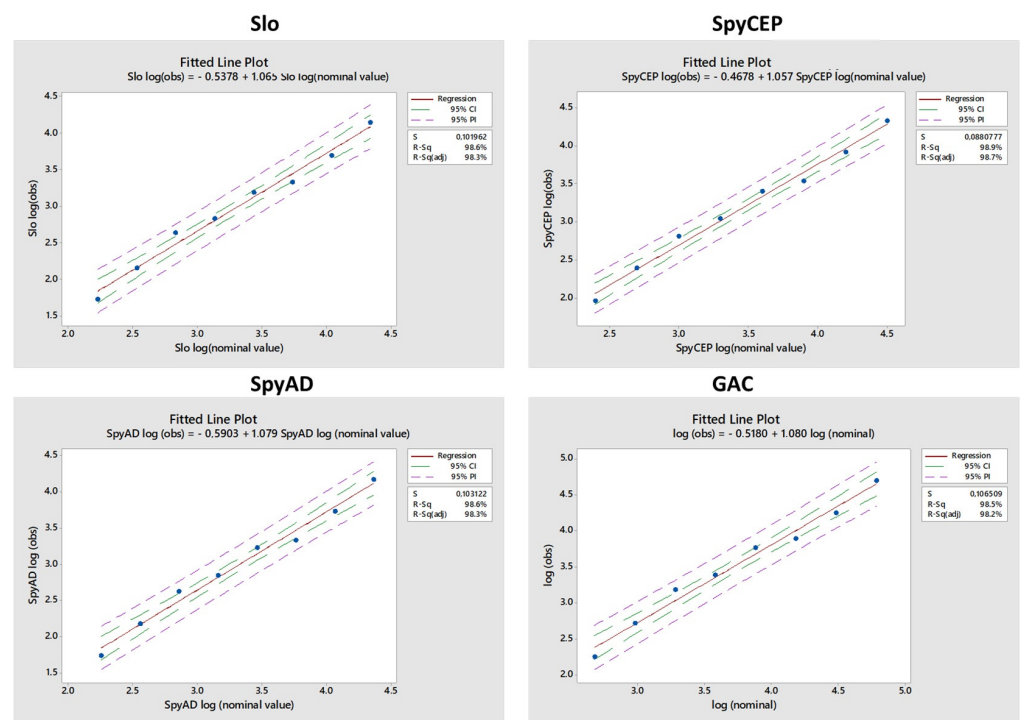 Slo
Fitted Line Plot
Slo log(obs) = - 0.5378 + 1.065 Slo log(nominal value)
4.5
4.0
3.5
3.0
2.5
2.0
1.5
Slo log(obs)
2.0 2.5 3.0 3.5 4.0 4.5
Slo log(nominal value)
Regression
95% CI
95% PI
S 0,101962
R-Sq 98.6%
R-Sq(adj) 98.3%
SpyCEP
Fitted Line Plot
SpyCEP log(obs) = - 0.4678 + 1.057 SpyCEP log(nominal value)
4.5
4.0
3.5
3.0
2.5
2.0
SpyCEP log(obs)
2.5 3.0 3.5 4.0 4.5
SpyCEP log(nominal value)
Regression
95% CI
95% PI
S 0,0880777
R-Sq 98.9%
R-Sq(adj) 98.7%
SpyAD
Fitted Line Plot
SpyAD log (obs) = - 0.5903 + 1.079 SpyAD log (nominal value)
4.5
4.0
3.5
3.0
2.5
2.0
1.5
SpyAD log (obs)
2.0 2.5 3.0 3.5 4.0 4.5
SpyAD log (nominal value)
Regression
95% CI
95% PI
S 0,103122
R-Sq 98.6%
R-Sq(adj) 98.3%
GAC
Fitted Line Plot
log (obs) = - 0.5180 + 1.080 log (nominal)
5.0
4.5
4.0
3.5
3.0
2.5
2.0
log (obs)
3.0 3.5 4.0 4.5 5.0
log (nominal)
Regression
95% CI
95% PI
S 0,106509
R-Sq 98.5%
R-Sq(adj) 98.2%